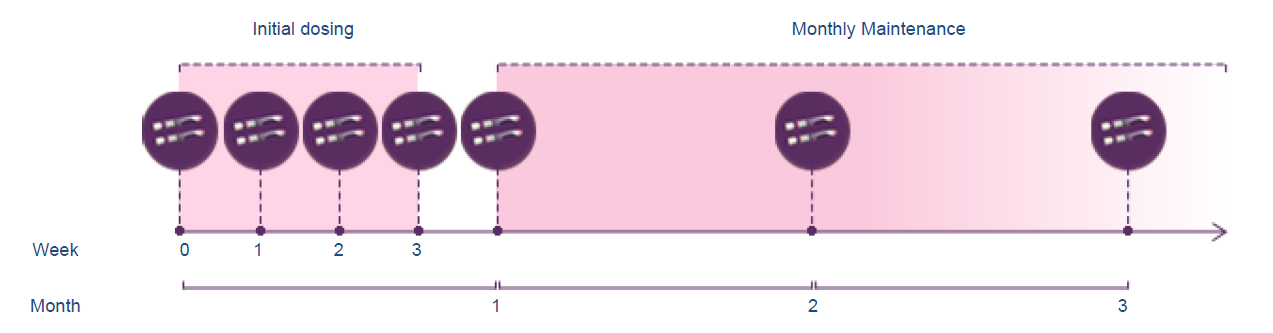 Initial dosing
Monthly Maintenance
Week 0 1 2 3
Month 1 2 3